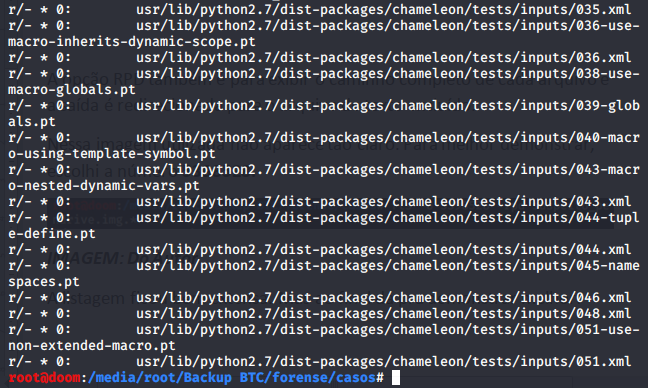 r/- * 0:        usr/lib/python2.7/dist-packages/chameleon/tests/inputs/035.xml
r/- * 0:        usr/lib/python2.7/dist-packages/chameleon/tests/inputs/036-use-
macro-inherits-dynamic-scope.pt
r/- * 0:        usr/lib/python2.7/dist-packages/chameleon/tests/inputs/036.xml
r/- * 0:        usr/lib/python2.7/dist-packages/chameleon/tests/inputs/038-use-
macro-globals.pt
r/- * 0:        usr/lib/python2.7/dist-packages/chameleon/tests/inputs/039-glob
als.pt
r/- * 0:        usr/lib/python2.7/dist-packages/chameleon/tests/inputs/040-macr
o-using-template-symbol.pt
r/- * 0:        usr/lib/python2.7/dist-packages/chameleon/tests/inputs/043-macr
o-nested-dynamic-vars.pt
r/- * 0:        usr/lib/python2.7/dist-packages/chameleon/tests/inputs/043.xml
r/- * 0:        usr/lib/python2.7/dist-packages/chameleon/tests/inputs/044-tupl
e-define.pt
r/- * 0:        usr/lib/python2.7/dist-packages/chameleon/tests/inputs/044.xml
r/- * 0:        usr/lib/python2.7/dist-packages/chameleon/tests/inputs/045-name
spaces.pt
r/- * 0:        usr/lib/python2.7/dist-packages/chameleon/tests/inputs/046.xml
r/- * 0:        usr/lib/python2.7/dist-packages/chameleon/tests/inputs/048.xml
r/- * 0:        usr/lib/python2.7/dist-packages/chameleon/tests/inputs/051-use-
non-extended-macro.pt
r/- * 0:        usr/lib/python2.7/dist-packages/chameleon/tests/inputs/051.xml
root@doom:/media/root/Backup BTC/forense/casos#